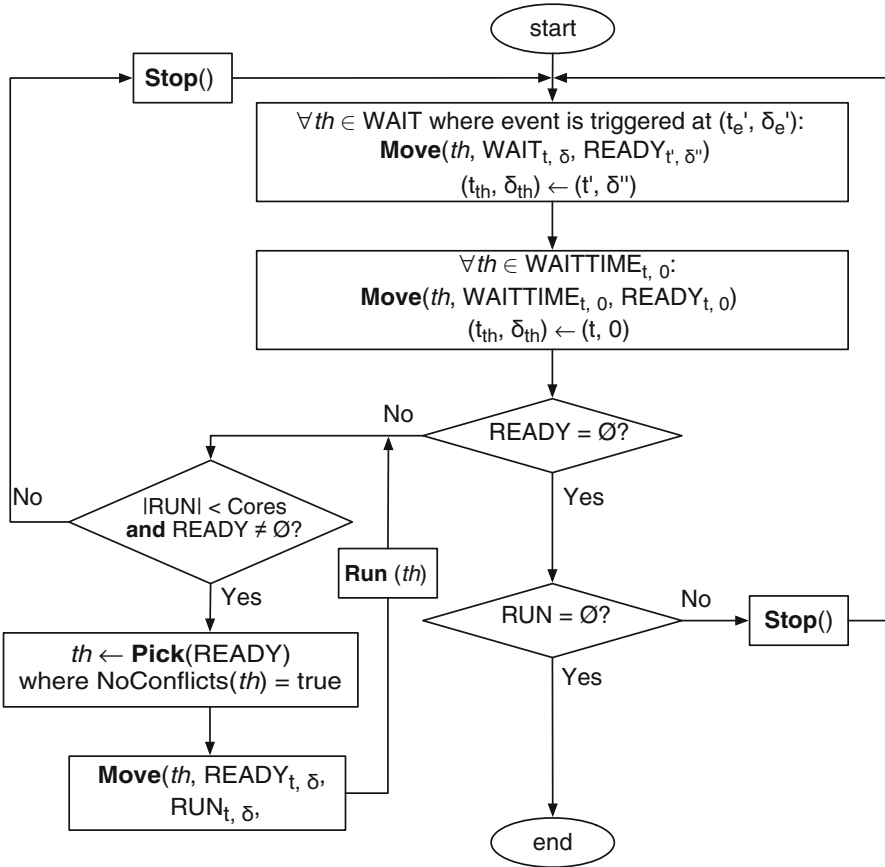 start
Stop()
∀th ∈ WAIT where event is triggered at (tₑ', δₑ'):
Move(th, WAIT_t, δ, READY_t', δ'')
(t_th, δ_th) ← (t', δ'')
∀th ∈ WAITTIME_t, 0:
Move(th, WAITTIME_t, 0, READY_t, 0)
(t_th, δ_th) ← (t, 0)
No
READY = Ø?
No
|RUN| < Cores
and READY ≠ Ø?
Yes
Run (th)
Yes
RUN = Ø?
No
Stop()
th ← Pick(READY)
where NoConflicts(th) = true
Yes
Move(th, READY_t, δ,
RUN_t, δ,
end